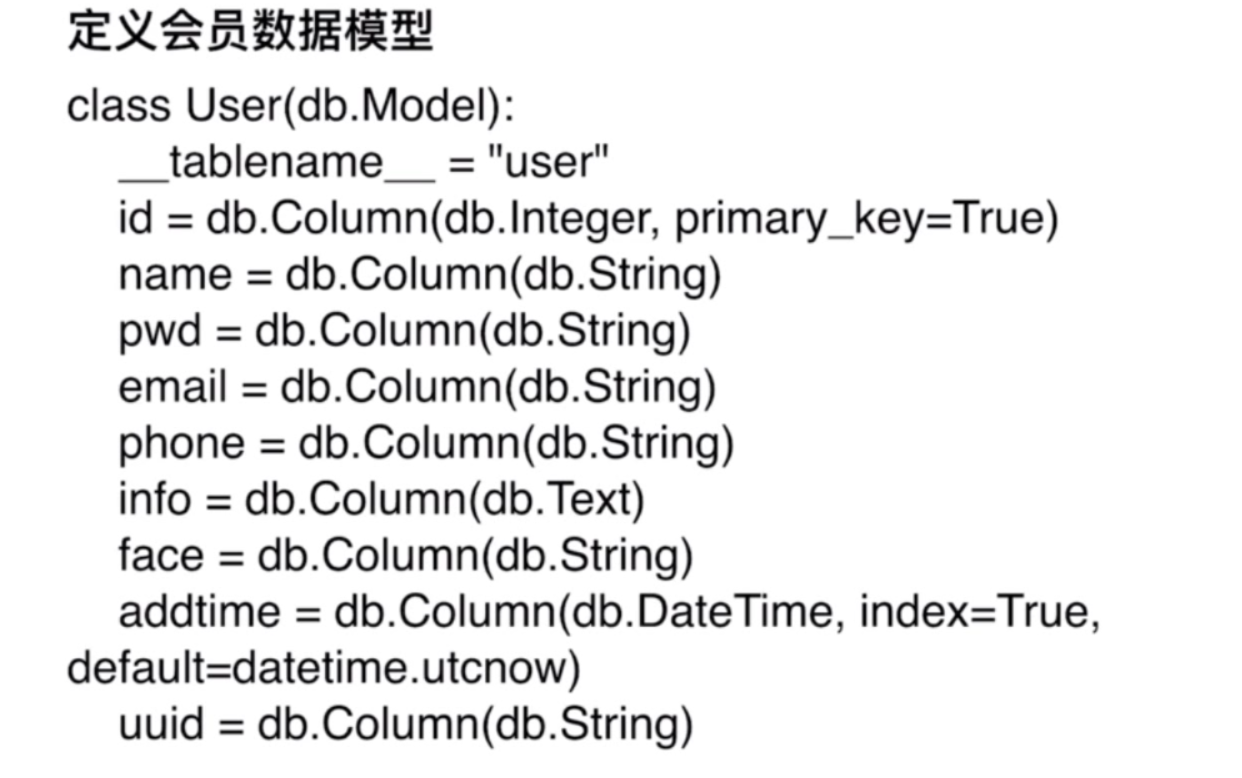 定义会员数据模型
class User(db.Model):
    __tablename__ = "user"
    id = db.Column(db.Integer, primary_key=True)
    name = db.Column(db.String)
    pwd = db.Column(db.String)
    email = db.Column(db.String)
    phone = db.Column(db.String)
    info = db.Column(db.Text)
    face = db.Column(db.String)
    addtime = db.Column(db.DateTime, index=True,
default=datetime.utcnow)
    uuid = db.Column(db.String)